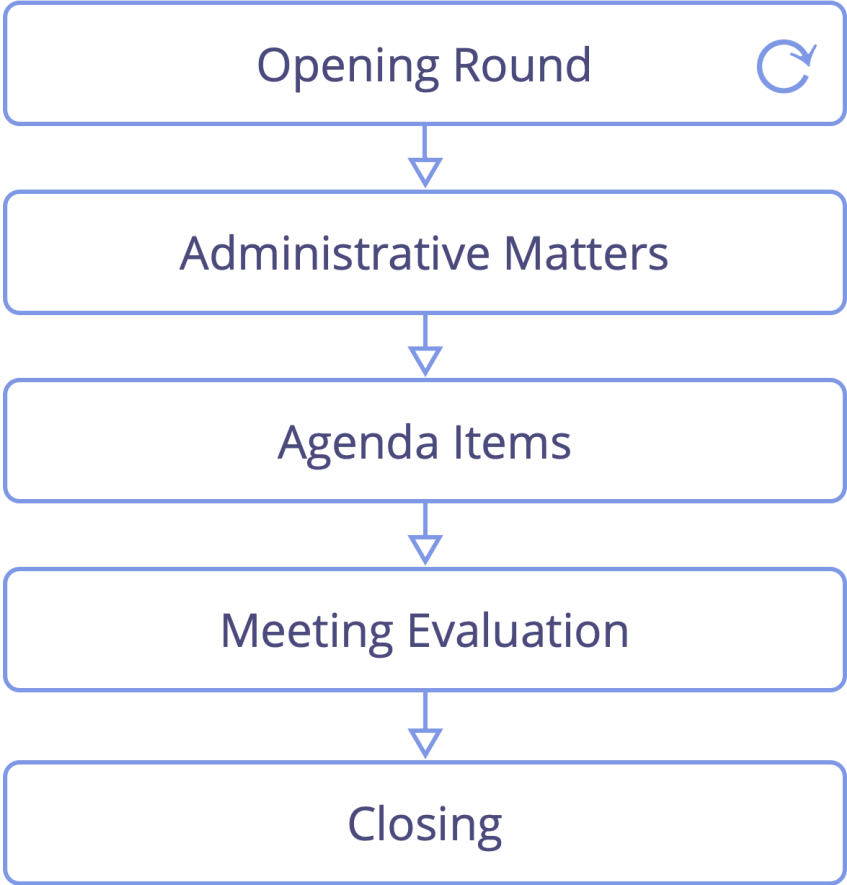 Opening Round
Administrative Matters
Agenda Items
Meeting Evaluation
Closing